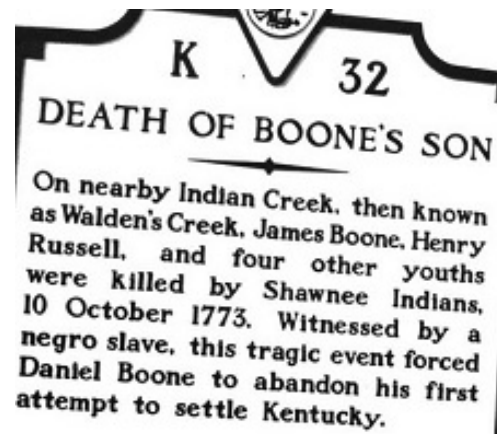 K 32
DEATH OF BOONE'S SON
On nearby Indian Creek, then known
as Walden's Creek, James Boone, Henry
Russell, and four other youths
were killed by Shawnee Indians,
10 October 1773. Witnessed by a
negro slave, this tragic event forced
Daniel Boone to abandon his first
attempt to settle Kentucky.